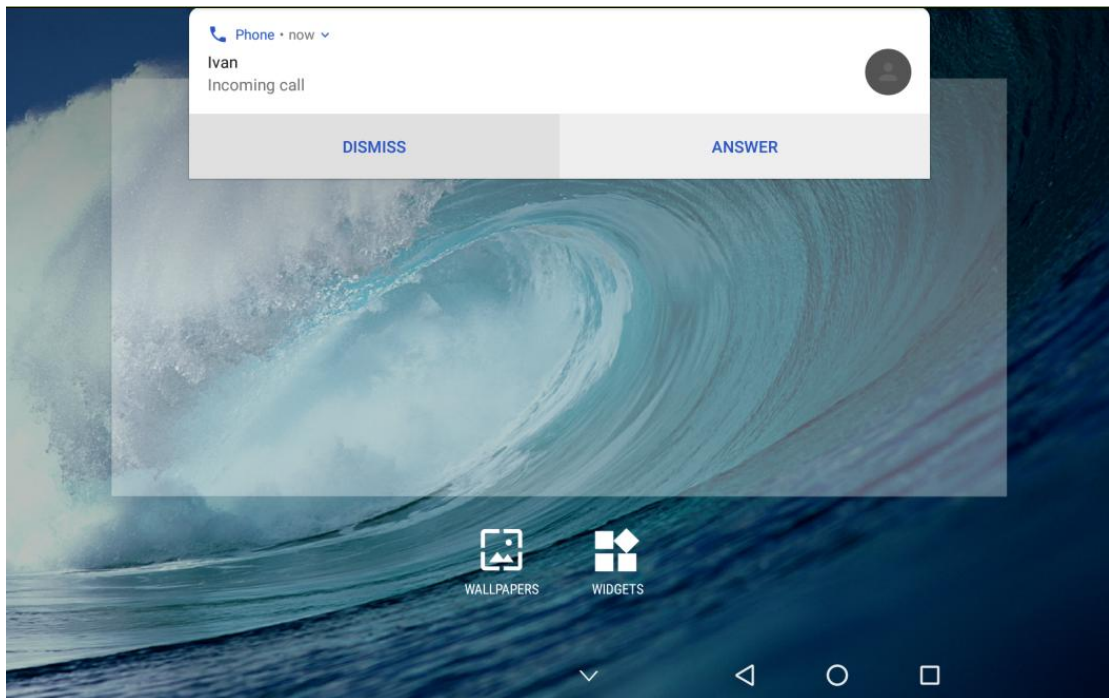 Phone • now
Ivan
Incoming call
DISMISS ANSWER
WALLPAPERS WIDGETS